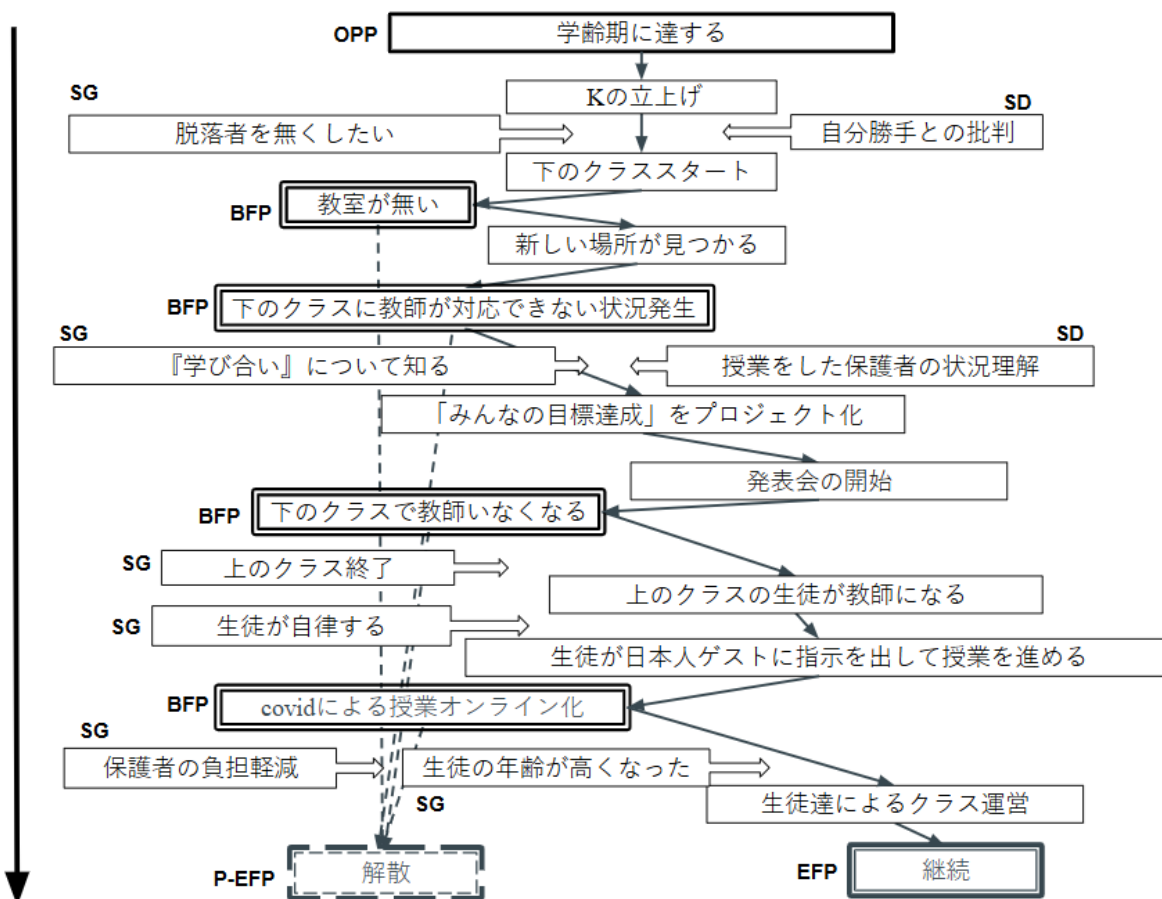 OPP
学齢期に達する
SG
Kの立上げ
SD
脱落者を無くしたい
自分勝手との批判
下のクラススタート
BFP
教室が無い
新しい場所が見つかる
BFP
下のクラスに教師が対応できない状況発生
SG
SD
『学び合い』について知る
授業をした保護者の状況理解
「みんなの目標達成」をプロジェクト化
発表会の開始
BFP
下のクラスで教師いなくなる
SG
上のクラス終了
上のクラスの生徒が教師になる
SG
生徒が自律する
生徒が日本人ゲストに指示を出して授業を進める
BFP
covidによる授業オンライン化
SG
保護者の負担軽減
生徒の年齢が高くなった
SG
生徒達によるクラス運営
P-EFP
解散
EFP
継続